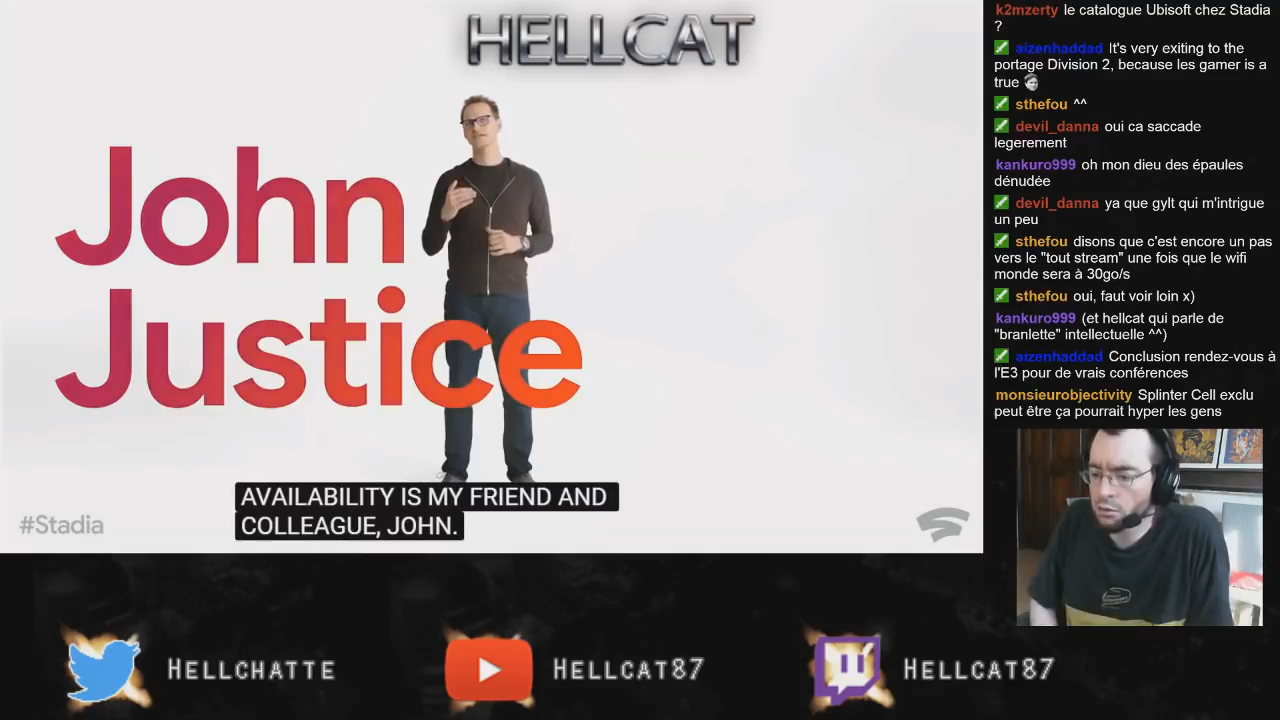 HELLCAT
John
Justice
AVAILABILITY IS MY FRIEND AND
COLLEAGUE, JOHN.
#Stadia
k2mzerty le catalogue Ubisoft chez Stadia
?
aizenhaddad It's very exiting to the
portage Division 2, because les gamer is a
true
sthefou ^^
devil_danna oui ca saccade
legerement
kankuro999 oh mon dieu des épaules
dénudée
devil_danna ya que gylt qui m'intrigue
un peu
sthefou disons que c'est encore un pas
vers le "tout stream" une fois que le wifi
monde sera à 30go/s
sthefou oui, faut voir loin x)
kankuro999 (et hellcat qui parle de
"branlette" intellectuelle ^^)
aizenhaddad Conclusion rendez-vous à
l'E3 pour de vrais conférences
monsieurobjectivity Splinter Cell exclu
peut être ça pourrait hyper les gens
HELLCHATTE
HELLCAT87
HELLCAT87